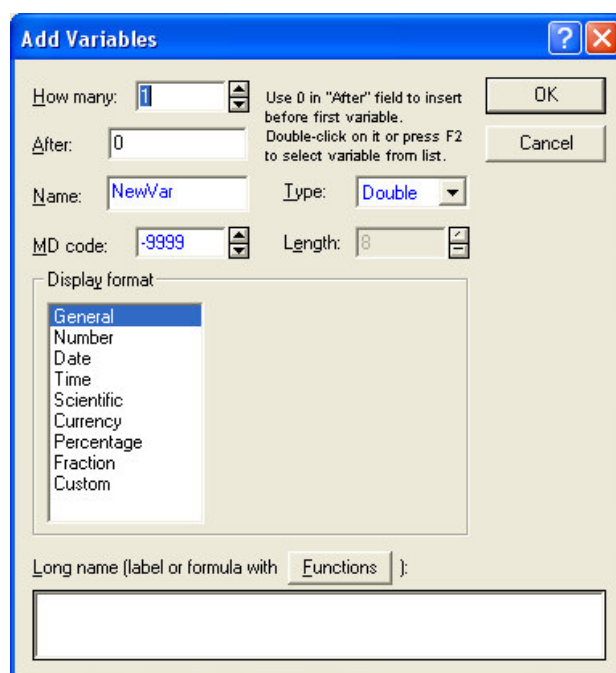 Add Variables
How many: 1
Use 0 in "After" field to insert
before first variable.
Double-click on it or press F2
to select variable from list.
OK
After: 0
Cancel
Name: NewVar
Type: Double
MD code: -9999
Length: 8
Display format
General
Number
Date
Time
Scientific
Currency
Percentage
Fraction
Custom
Long name (label or formula with Functions ):